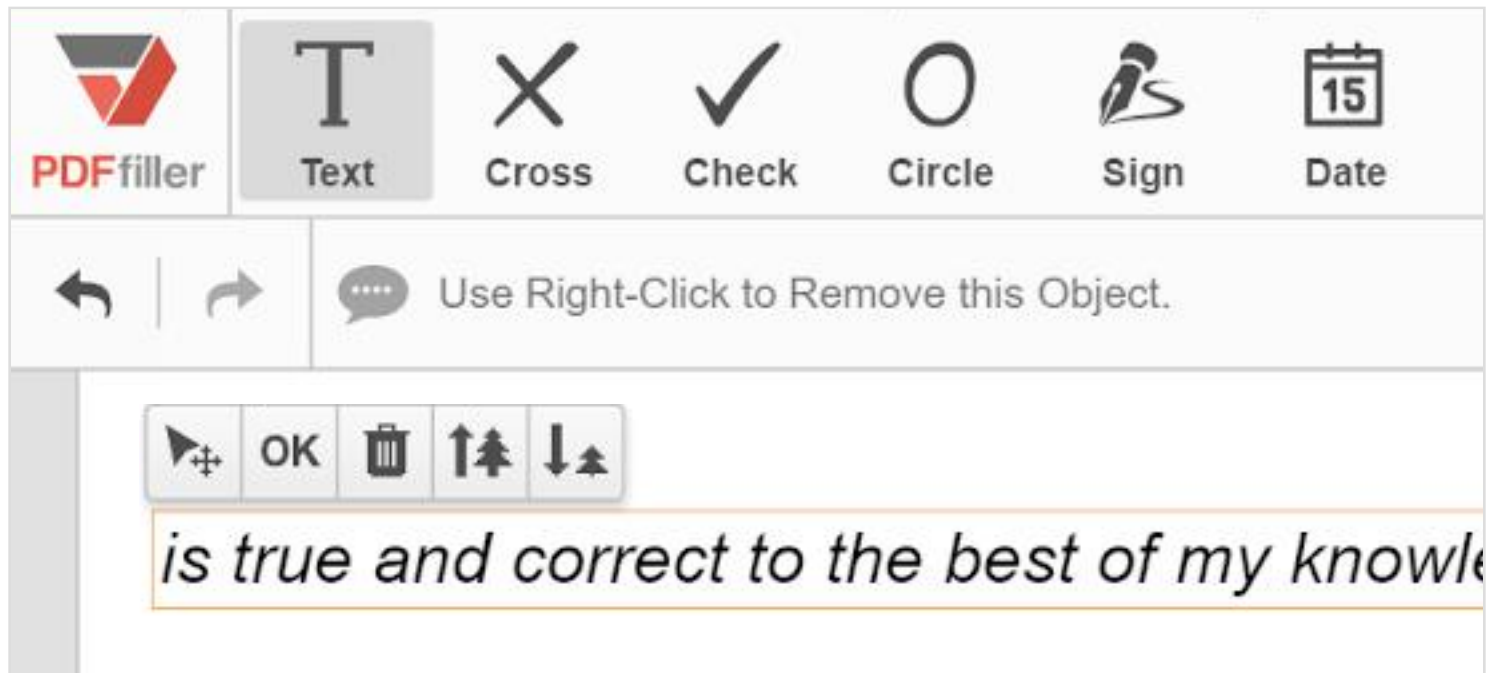 PDFfiller
Text Cross Check Circle Sign 15 Date
Use Right-Click to Remove this Object.
OK
is true and correct to the best of my knowle